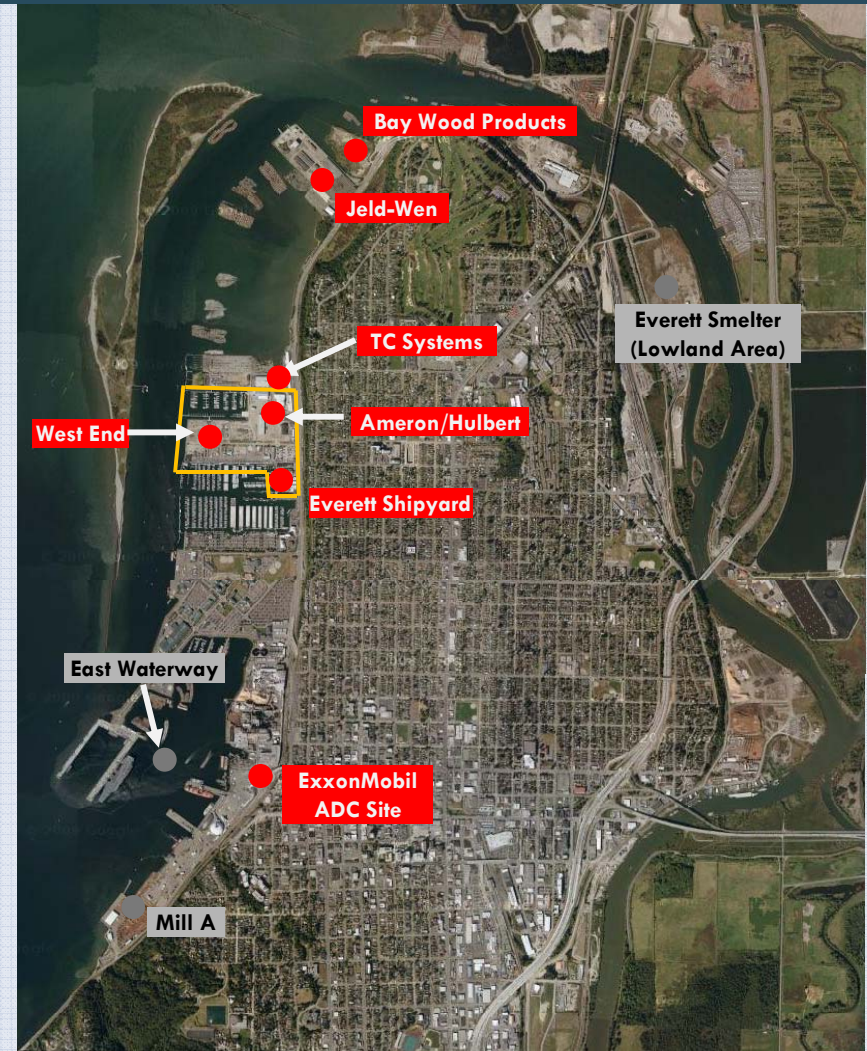 Bay Wood Products
Jeld-Wen
Everett Smelter
(Lowland Area)
TC Systems
Ameron/Hulbert
West End
Everett Shipyard
East Waterway
ExxonMobil
ADC Site
Mill A